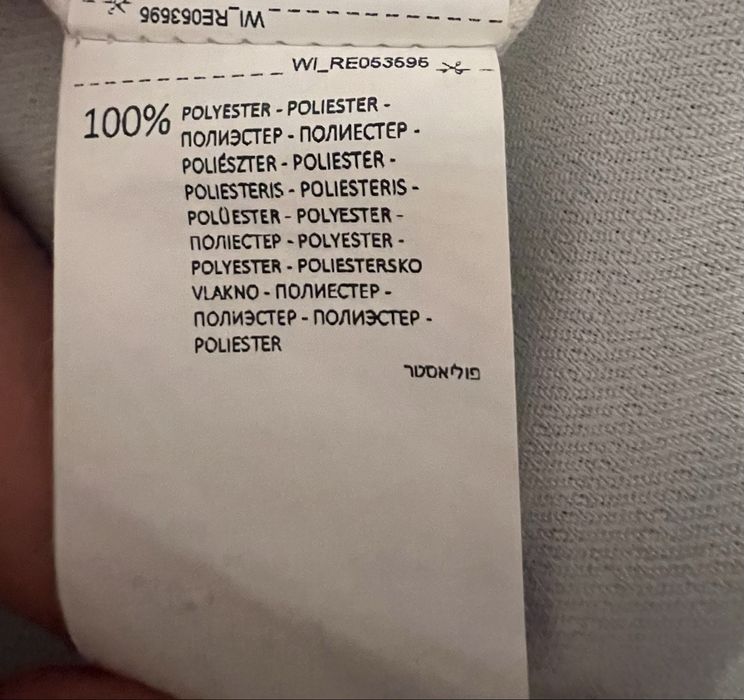 WI_RE053696
WI_RE053695
100% POLYESTER - POLIESTER -
ПОЛИЭСТЕР - ПОЛИЕСТЕР -
POLIÉSZTER - POLIESTER -
POLIESTERIS - POLIESTERIS -
POLÜESTER - POLYESTER -
ПОЛІЕСТЕР - POLYESTER -
POLYESTER - POLIESTERSKO
VLAKNO - ПОЛИЕСТЕР -
ПОЛИЭСТЕР - ПОЛИЭСТЕР -
POLIESTER
פוליאסטר